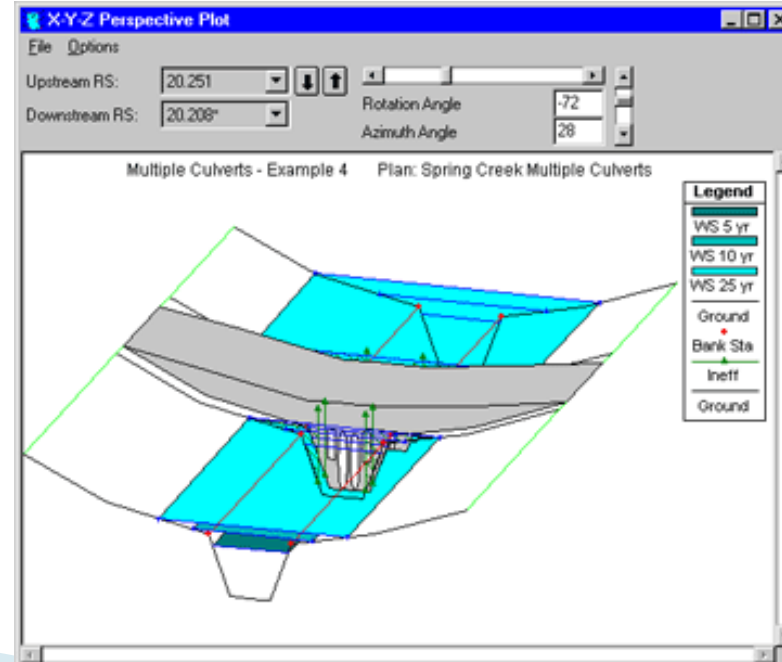 X-Y-Z Perspective Plot
File Options
Upstream RS: 20.251
Downstream RS: 20.208*
Rotation Angle -72
Azimuth Angle 28
Multiple Culverts - Example 4 Plan: Spring Creek Multiple Culverts
Legend
WS 5 yr
WS 10 yr
WS 25 yr
Ground
Bank Sta
Ineff
Ground